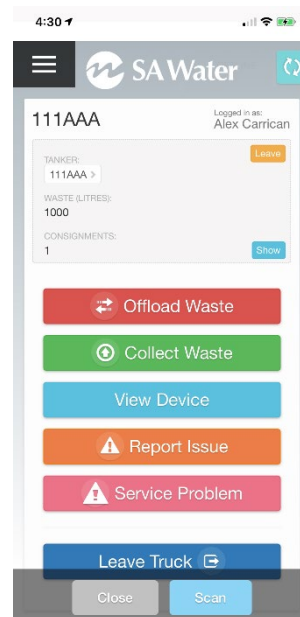 4:30
SA Water
111AAA
Logged in as:
Alex Carrican
TANKER:
Leave
111AAA >
WASTE (LITRES):
1000
CONSIGNMENTS:
1
Show
Offload Waste
Collect Waste
View Device
Report Issue
Service Problem
Leave Truck
Close
Scan